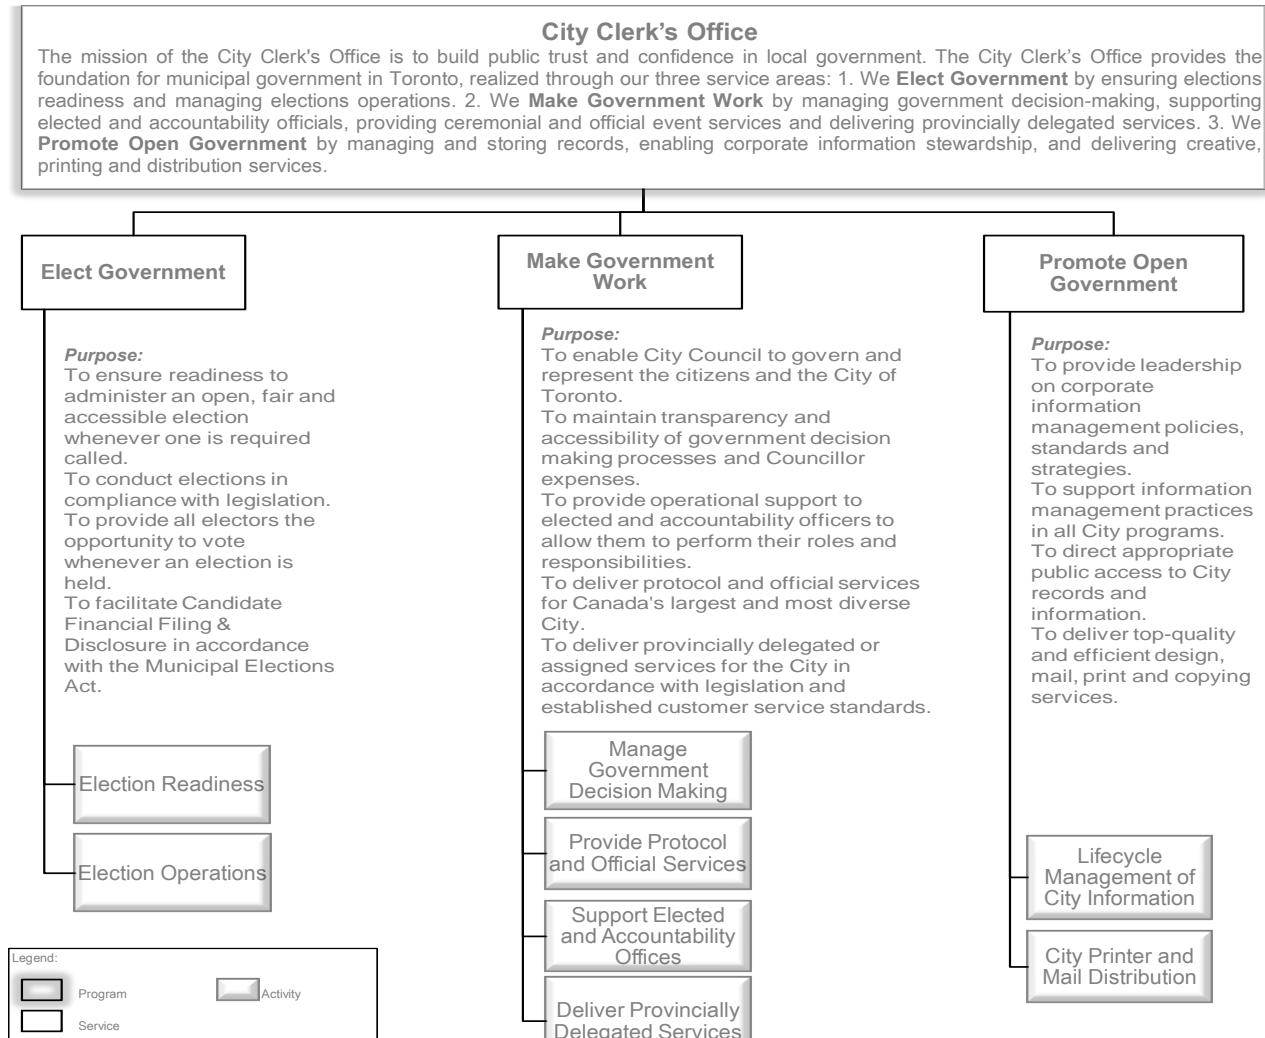 City Clerk’s Office
The mission of the City Clerk's Office is to build public trust and confidence in local government. The City Clerk’s Office provides the
foundation for municipal government in Toronto, realized through our three service areas: 1. We Elect Government by ensuring elections
readiness and managing elections operations. 2. We Make Government Work by managing government decision-making, supporting
elected and accountability officials, providing ceremonial and official event services and delivering provincially delegated services. 3. We
Promote Open Government by managing and storing records, enabling corporate information stewardship, and delivering creative,
printing and distribution services.
Elect Government
Purpose:
To ensure readiness to
administer an open, fair and
accessible election
whenever one is required
called.
To conduct elections in
compliance with legislation.
To provide all electors the
opportunity to vote
whenever an election is
held.
To facilitate Candidate
Financial Filing &
Disclosure in accordance
with the Municipal Elections
Act.
Election Readiness
Election Operations
Make Government
Work
Purpose:
To enable City Council to govern and
represent the citizens and the City of
Toronto.
To maintain transparency and
accessibility of government decision
making processes and Councillor
expenses.
To provide operational support to
elected and accountability officers to
allow them to perform their roles and
responsibilities.
To deliver protocol and official services
for Canada's largest and most diverse
City.
To deliver provincially delegated or
assigned services for the City in
accordance with legislation and
established customer service standards.
Manage
Government
Decision Making
Provide Protocol
and Official Services
Support Elected
and Accountability
Offices
Deliver Provincially
Delegated Services
Promote Open
Government
Purpose:
To provide leadership
on corporate
information
management policies,
standards and
strategies.
To support information
management practices
in all City programs.
To direct appropriate
public access to City
records and
information.
To deliver top-quality
and efficient design,
mail, print and copying
services.
Lifecycle
Management of
City Information
City Printer and
Mail Distribution
Legend:
Program
Activity
Service